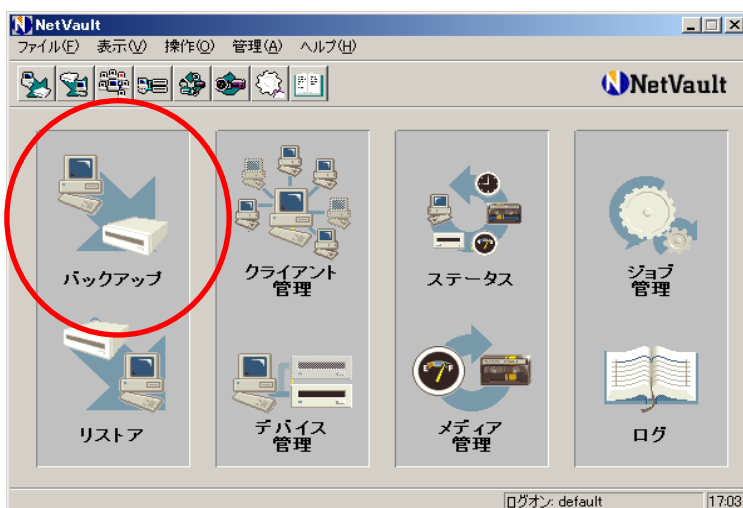 NetVault
ファイル(F) 表示(V) 操作(O) 管理(A) ヘルプ(H)
NetVault
バックアップ
クライアント
管理
ステータス
ジョブ
管理
リストア
デバイス
管理
メディア
管理
ログ
ログオン: default
17:03